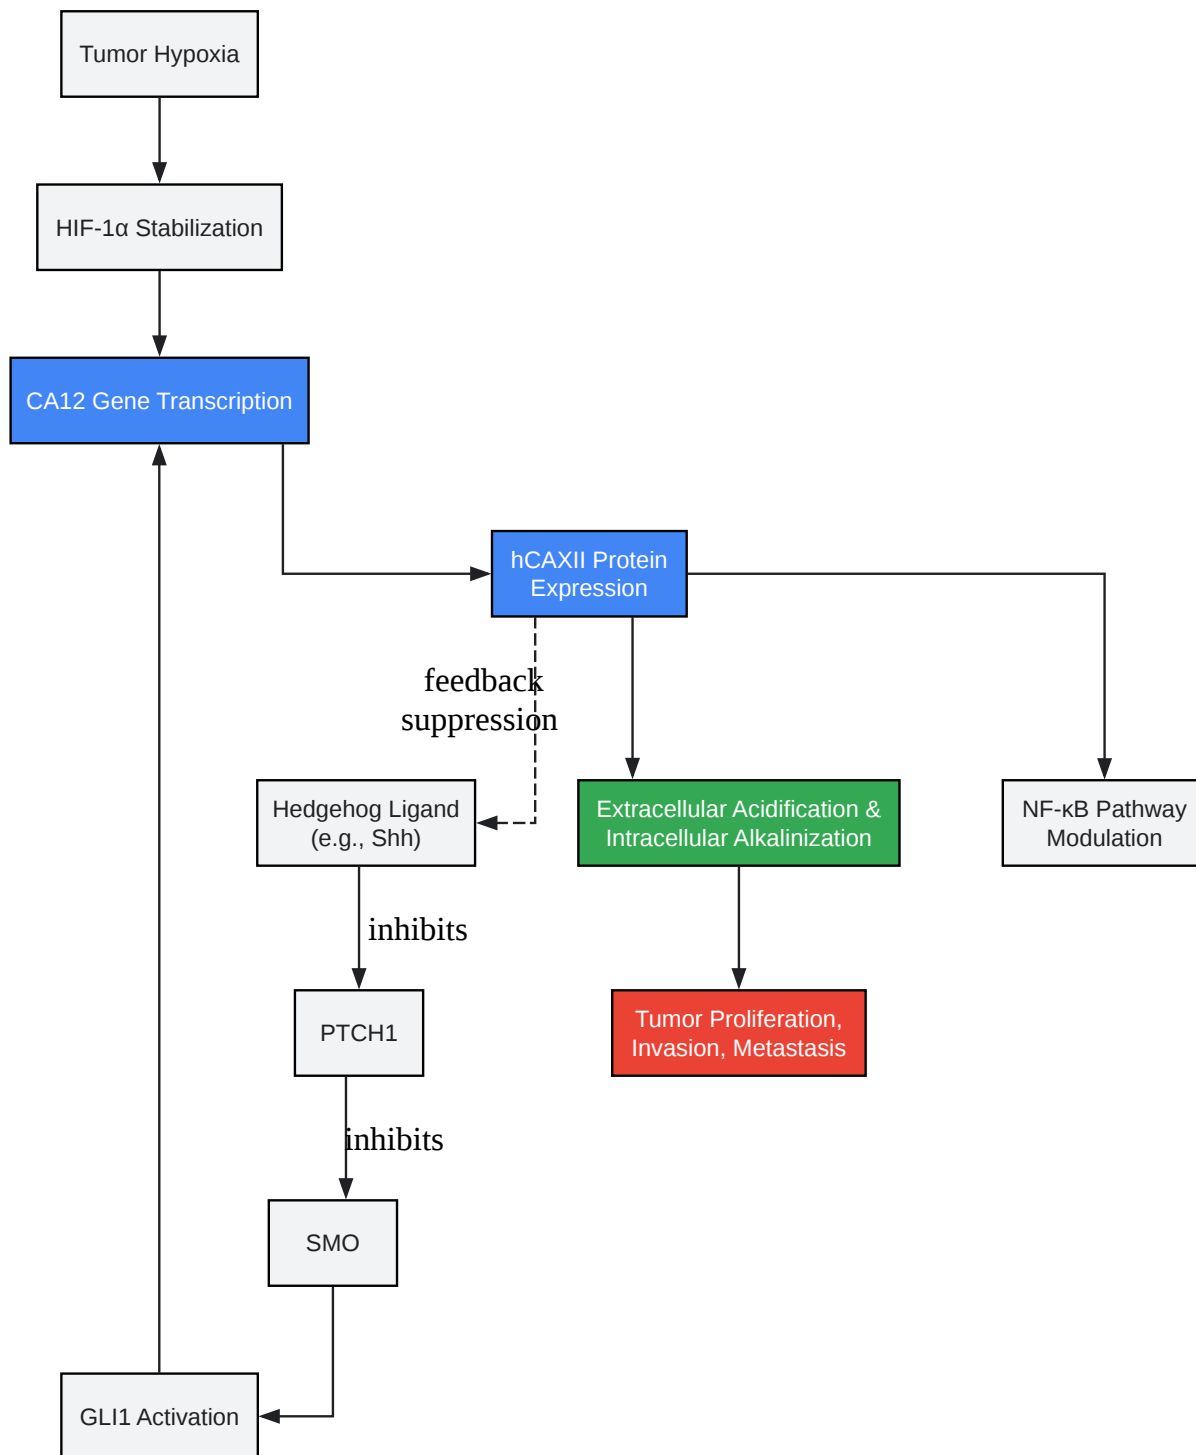 Tumor Hypoxia
HIF-1α Stabilization
CA12 Gene Transcription
hCAXII Protein
Expression
feedback
suppression
Hedgehog Ligand
(e.g., Shh)
Extracellular Acidification &
Intracellular Alkalinization
NF-κB Pathway
Modulation
inhibits
PTCH1
Tumor Proliferation,
Invasion, Metastasis
inhibits
SMO
GLI1 Activation